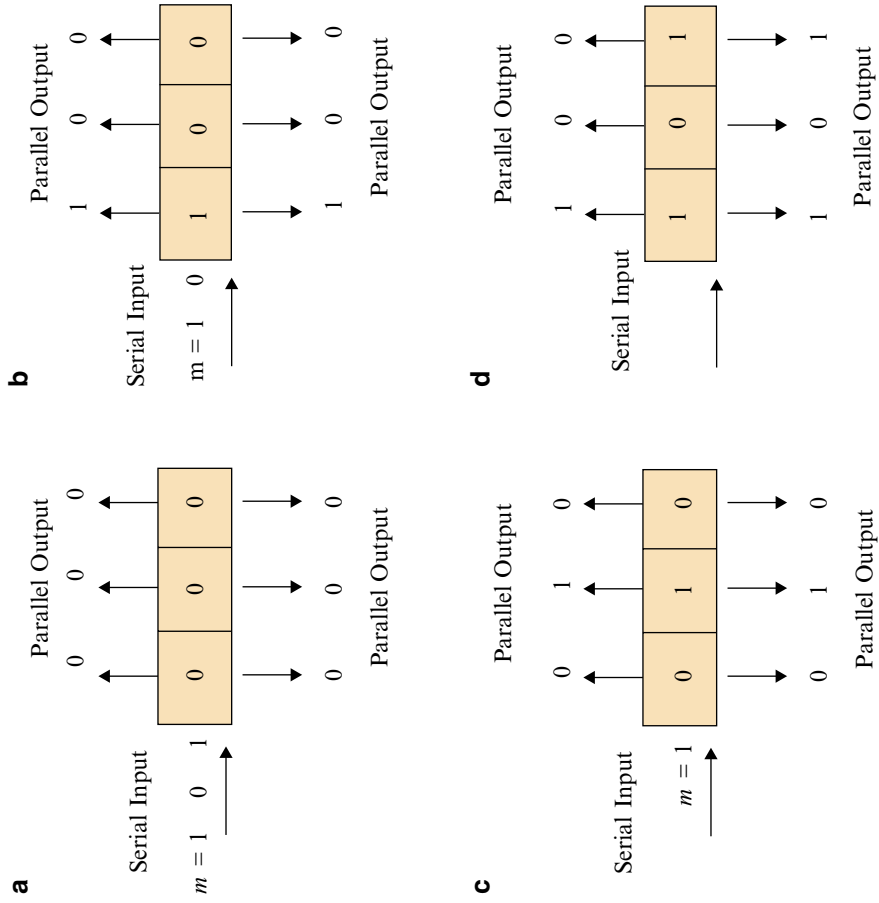 a
Parallel Output
0 0 0
Serial Input
m = 1 0 1
0 0 0
0 0 0
Parallel Output
b
Parallel Output
1 0 0
Serial Input
m = 1 0
1 0 0
1 0 0
Parallel Output
c
Parallel Output
0 1 0
Serial Input
m = 1
0 1 0
0 1 0
Parallel Output
d
Parallel Output
1 0 0
Serial Input
1 0 1
1 0 1
Parallel Output